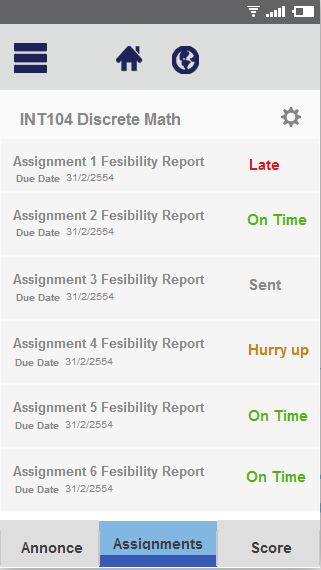 INT104 Discrete Math
Assignment 1 Fesibility Report
Late
Due Date 31/2/2554
Assignment 2 Fesibility Report
On Time
Due Date 31/2/2554
Assignment 3 Fesibility Report
Sent
Due Date 31/2/2554
Assignment 4 Fesibility Report
Hurry up
Due Date 31/2/2554
Assignment 5 Fesibility Report
On Time
Due Date 31/2/2554
Assignment 6 Fesibility Report
On Time
Due Date 31/2/2554
Annonce Assignments Score